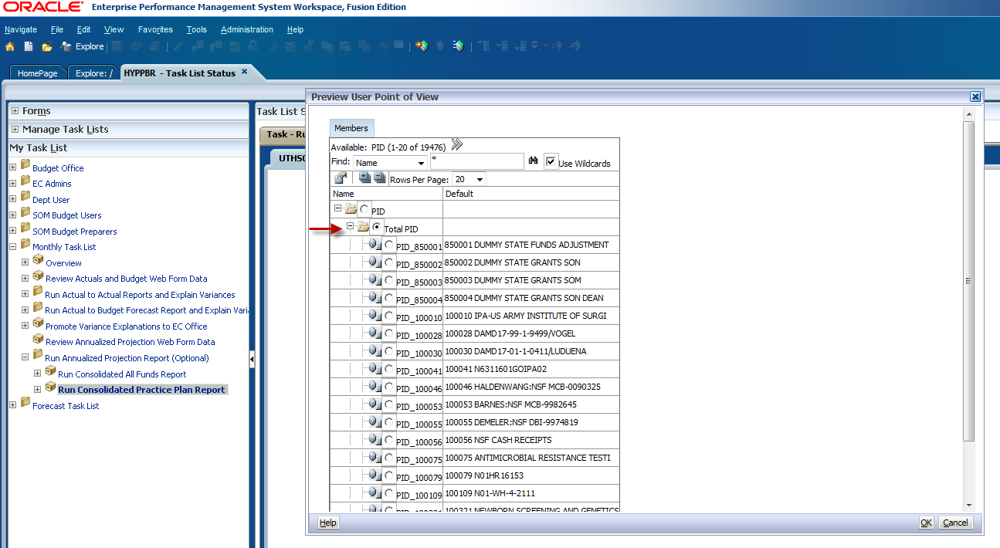 ORACLE® Enterprise Performance Management System Workspace, Fusion Edition
Navigate File Edit View Favorites Tools Administration Help
Explore
HomePage Explore: / HYPPBR - Task List Status ×
Preview User Point of View
Forms
Manage Task Lists
My Task List
Budget Office
EC Admins
Dept User
SOM Budget Users
SOM Budget Preparers
Monthly Task List
Overview
Review Actuals and Budget Web Form Data
Run Actual to Actual Reports and Explain Variances
Run Actual to Budget Forecast Report and Explain Vari
Promote Variance Explanations to EC Office
Review Annualized Projection Web Form Data
Run Annualized Projection Report (Optional)
Run Consolidated All Funds Report
Run Consolidated Practice Plan Report
Forecast Task List
Task List S
Task - Ru
UTHSC
Members
Available: PID (1-20 of 19476)
Find: Name * Use Wildcards
Rows Per Page: 20
Name Default
PID
Total PID
PID_850001 850001 DUMMY STATE FUNDS ADJUSTMENT
PID_850002 850002 DUMMY STATE GRANTS SON
PID_850003 850003 DUMMY STATE GRANTS SOM
PID_850004 850004 DUMMY STATE GRANTS SON DEAN
PID_100010 100010 IPA-US ARMY INSTITUTE OF SURGI
PID_100028 100028 DAMD17-99-1-9499/VOGEL
PID_100030 100030 DAMD17-01-1-0411/LUDUENA
PID_100041 100041 N6311601GOIPA02
PID_100046 100046 HALDENWANG:NSF MCB-0090325
PID_100053 100053 BARNES:NSF MCB-9982645
PID_100055 100055 DEMELER:NSF DBI-9974819
PID_100056 100056 NSF CASH RECEIPTS
PID_100075 100075 ANTIMICROBIAL RESISTANCE TESTI
PID_100079 100079 N01HR16153
PID_100109 100109 N01-WH-4-2111
PID_100321 100321 NEWBORN SCREENING AND GENETICS
Help OK Cancel